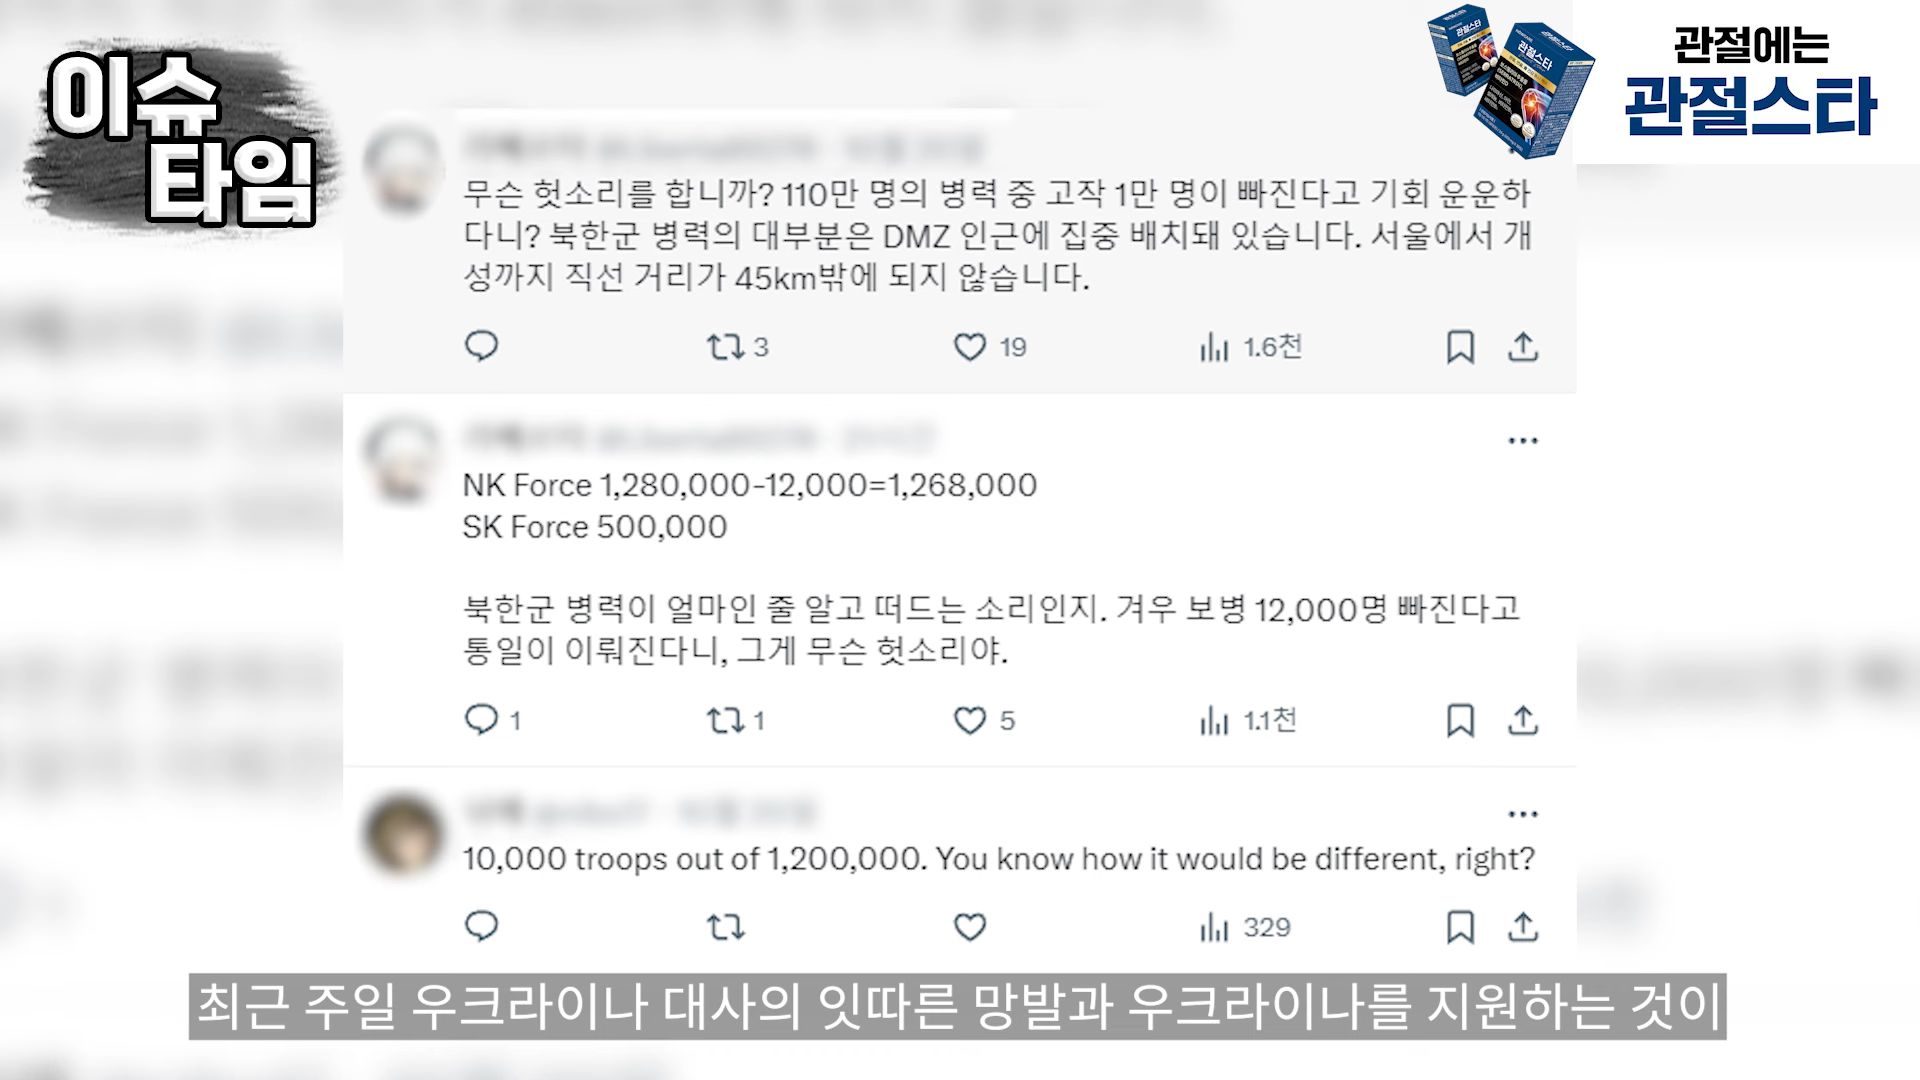 이슈
타임
관절스타
관절스타
관절에는
관절스타
무슨 헛소리를 합니까? 110만 명의 병력 중 고작 1만 명이 빠진다고 기회 운운하
다니? 북한군 병력의 대부분은 DMZ 인근에 집중 배치돼 있습니다. 서울에서 개
성까지 직선 거리가 45km밖에 되지 않습니다.
3 19 1.6천
NK Force 1,280,000-12,000=1,268,000
SK Force 500,000
북한군 병력이 얼마인 줄 알고 떠드는 소리인지. 겨우 보병 12,000명 빠진다고
통일이 이뤄진다니, 그게 무슨 헛소리야.
1 1 5 1.1천
10,000 troops out of 1,200,000. You know how it would be different, right?
329
최근 주일 우크라이나 대사의 잇따른 망발과 우크라이나를 지원하는 것이